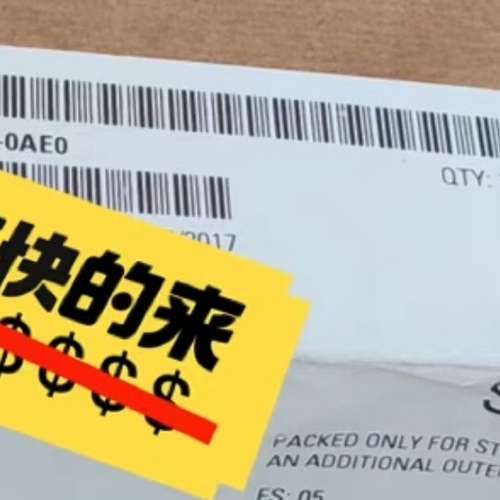 -0AE0
QTY:
/2017
快的来
$$$$
PACKED ONLY FOR ST
AN ADDITIONAL OUTE
ES: 05